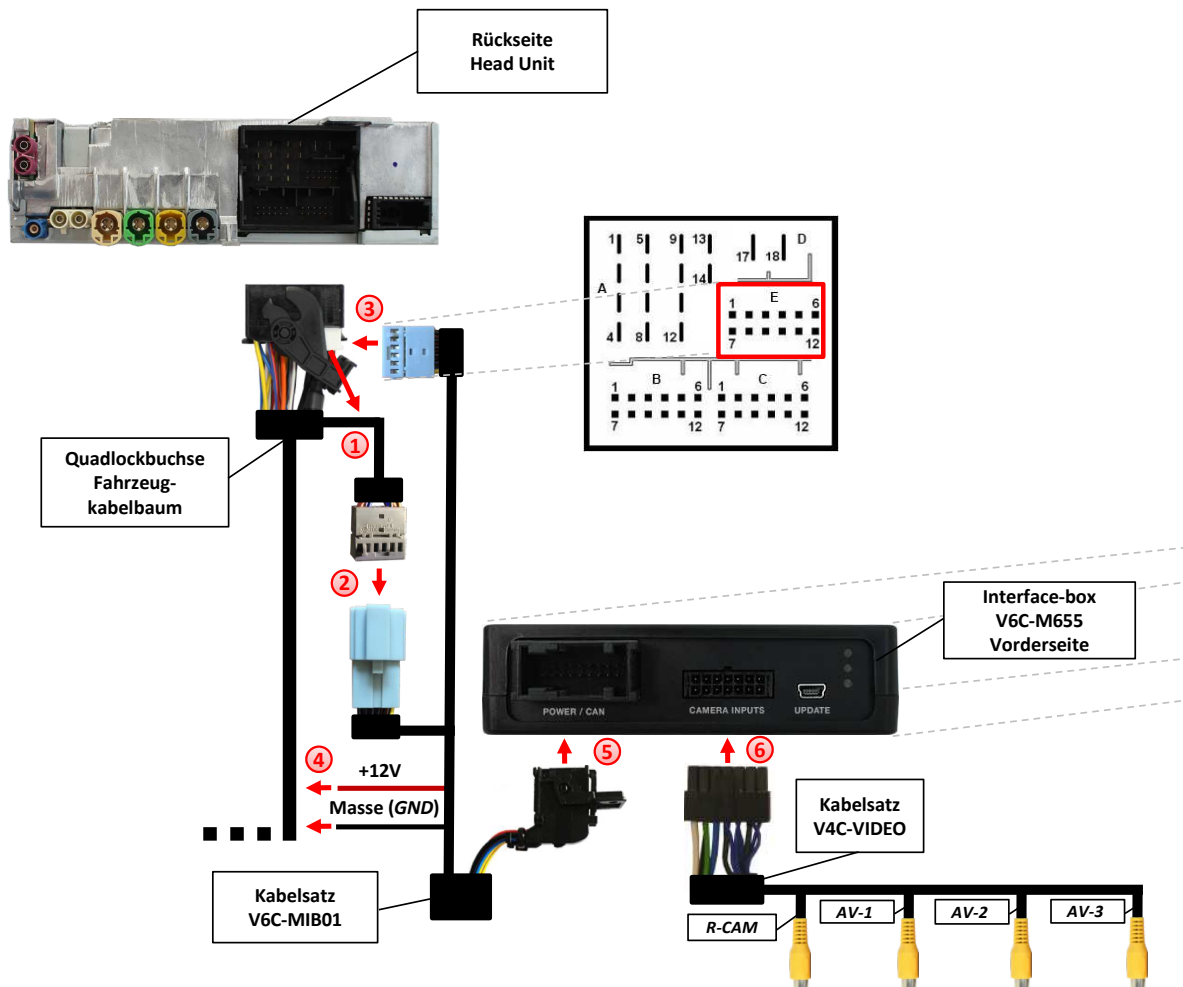 Rückseite
Head Unit
1 5 9 13
17 18 D
14
A
E
1 6
4 8 12
7 12
B C
1 6 1 6
7 12 7 12
3
1
Quadlockbuchse
Fahrzeug-
kabelbaum
2
Interface-box
V6C-M655
Vorderseite
POWER / CAN
CAMERA INPUTS
UPDATE
4
+12V
Masse (GND)
5
6
Kabelsatz
V4C-VIDEO
Kabelsatz
V6C-MIB01
R-CAM
AV-1
AV-2
AV-3